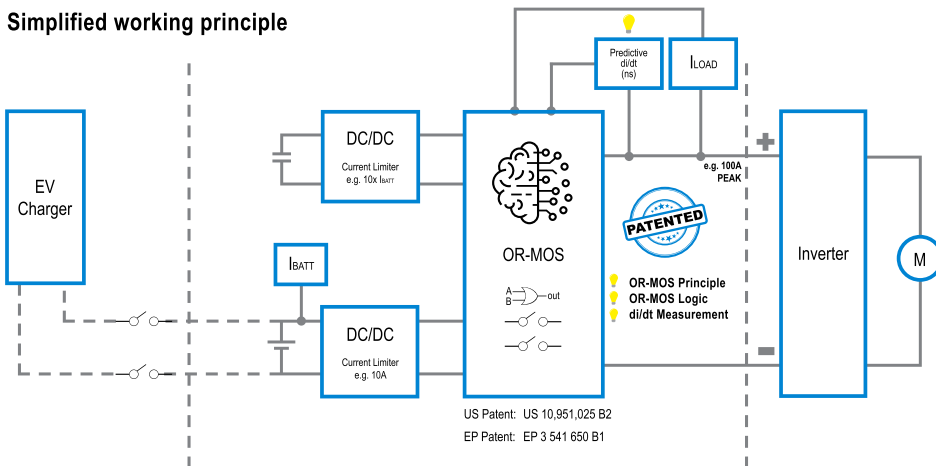 Simplified working principle
Predictive
di/dt
(ns)
ILOAD
EV
Charger
DC/DC
Current Limiter
e.g. 10x IBATT
OR-MOS
A
B
out
IBATT
DC/DC
Current Limiter
e.g. 10A
+
e.g. 100A
PEAK
PATENTED
OR-MOS Principle
OR-MOS Logic
di/dt Measurement
−
Inverter
M
US Patent: US 10,951,025 B2
EP Patent: EP 3 541 650 B1